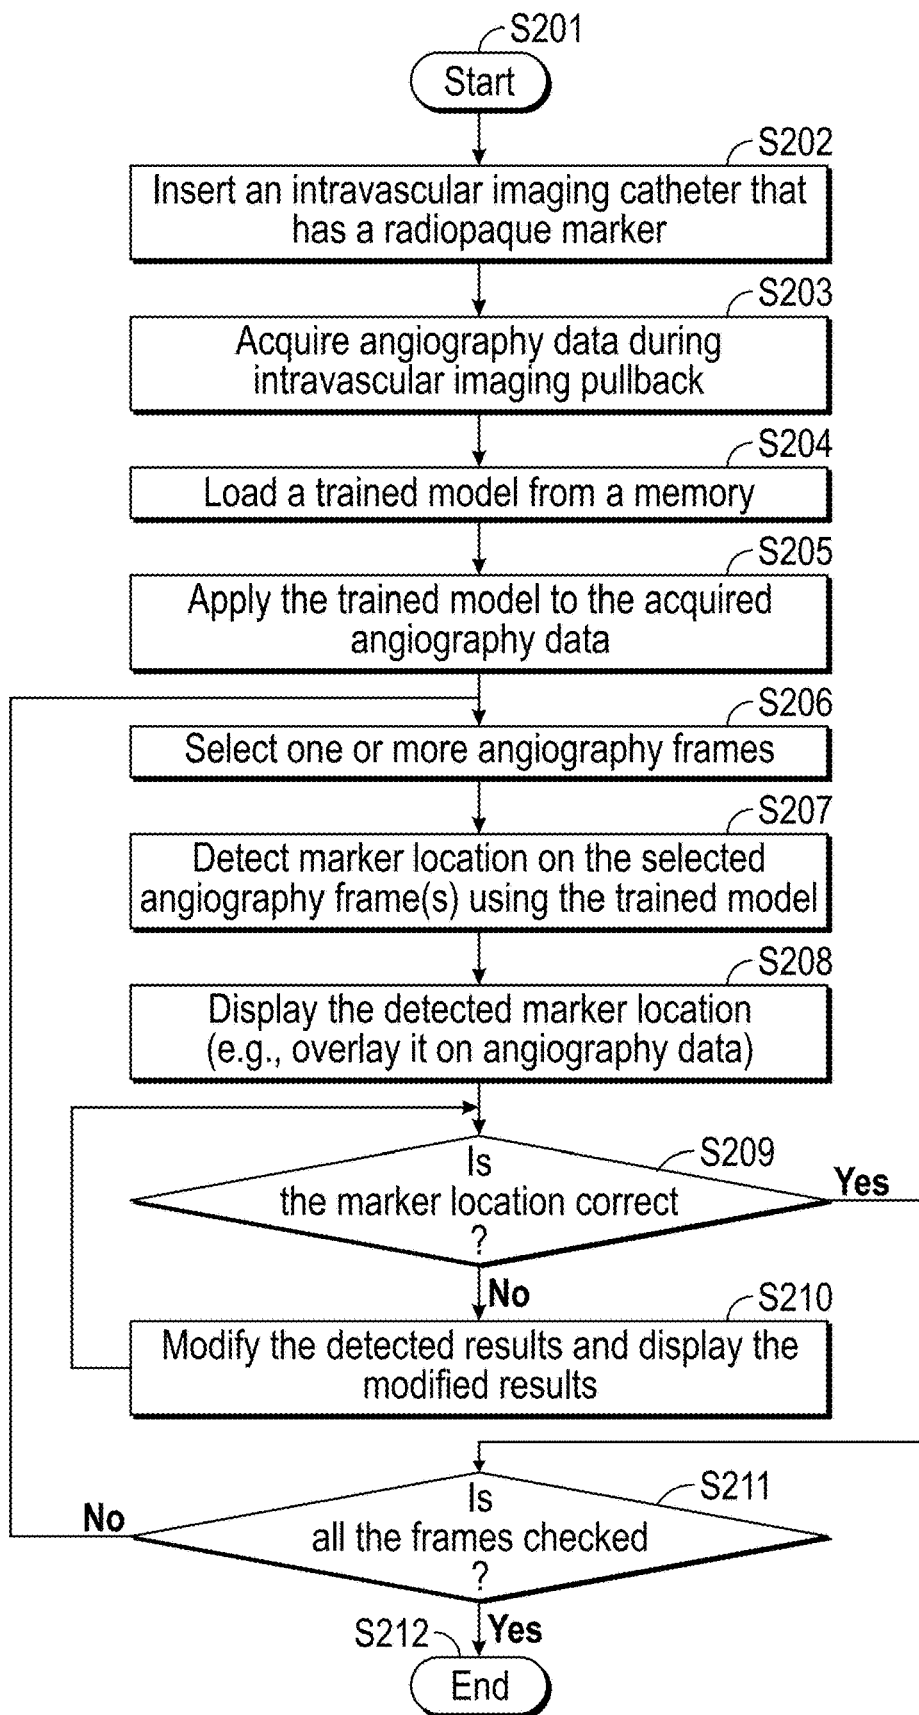 S201
Start
S202
Insert an intravascular imaging catheter that
has a radiopaque marker
S203
Acquire angiography data during
intravascular imaging pullback
S204
Load a trained model from a memory
S205
Apply the trained model to the acquired
angiography data
S206
Select one or more angiography frames
S207
Detect marker location on the selected
angiography frame(s) using the trained model
S208
Display the detected marker location
(e.g., overlay it on angiography data)
S209
Is
the marker location correct
?
Yes
No
S210
Modify the detected results and display the
modified results
S211
Is
all the frames checked
?
No
Yes
S212
End